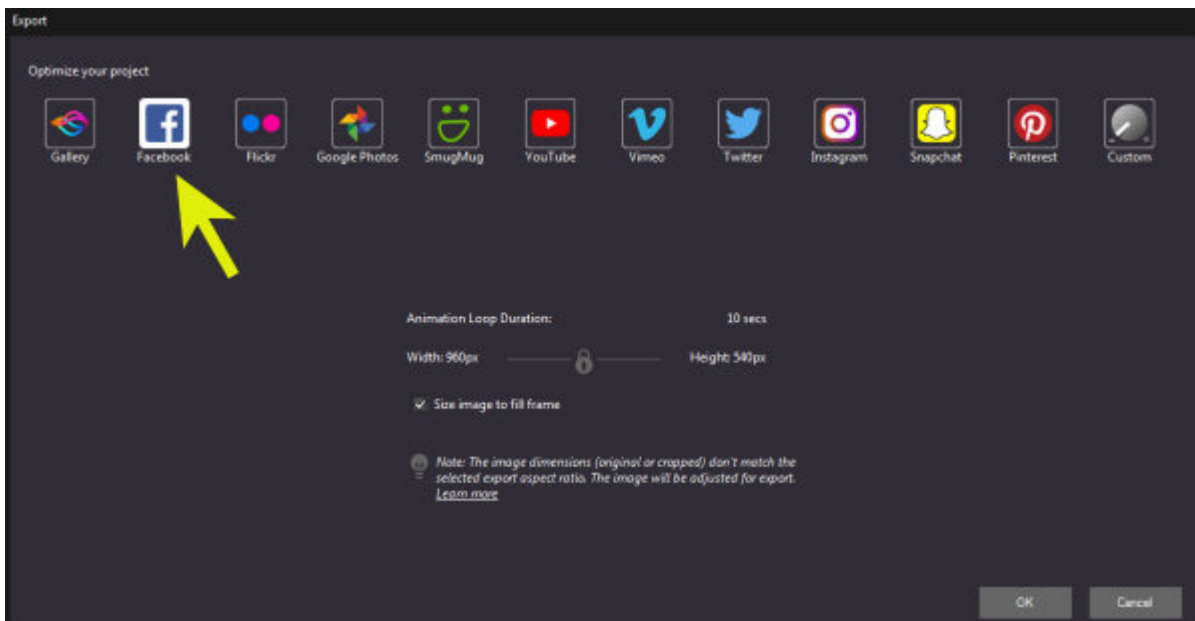 Export
Optimize your project
Gallery Facebook Flickr Google Photos SmugMug YouTube Vimeo Twitter Instagram Snapchat Pinterest Custom
Animation Loop Duration: 10 secs
Width: 960px Height: 540px
Size image to fill frame
Note: The image dimensions (original or cropped) don't match the
selected export aspect ratio. The image will be adjusted for export.
Learn more
OK Cancel